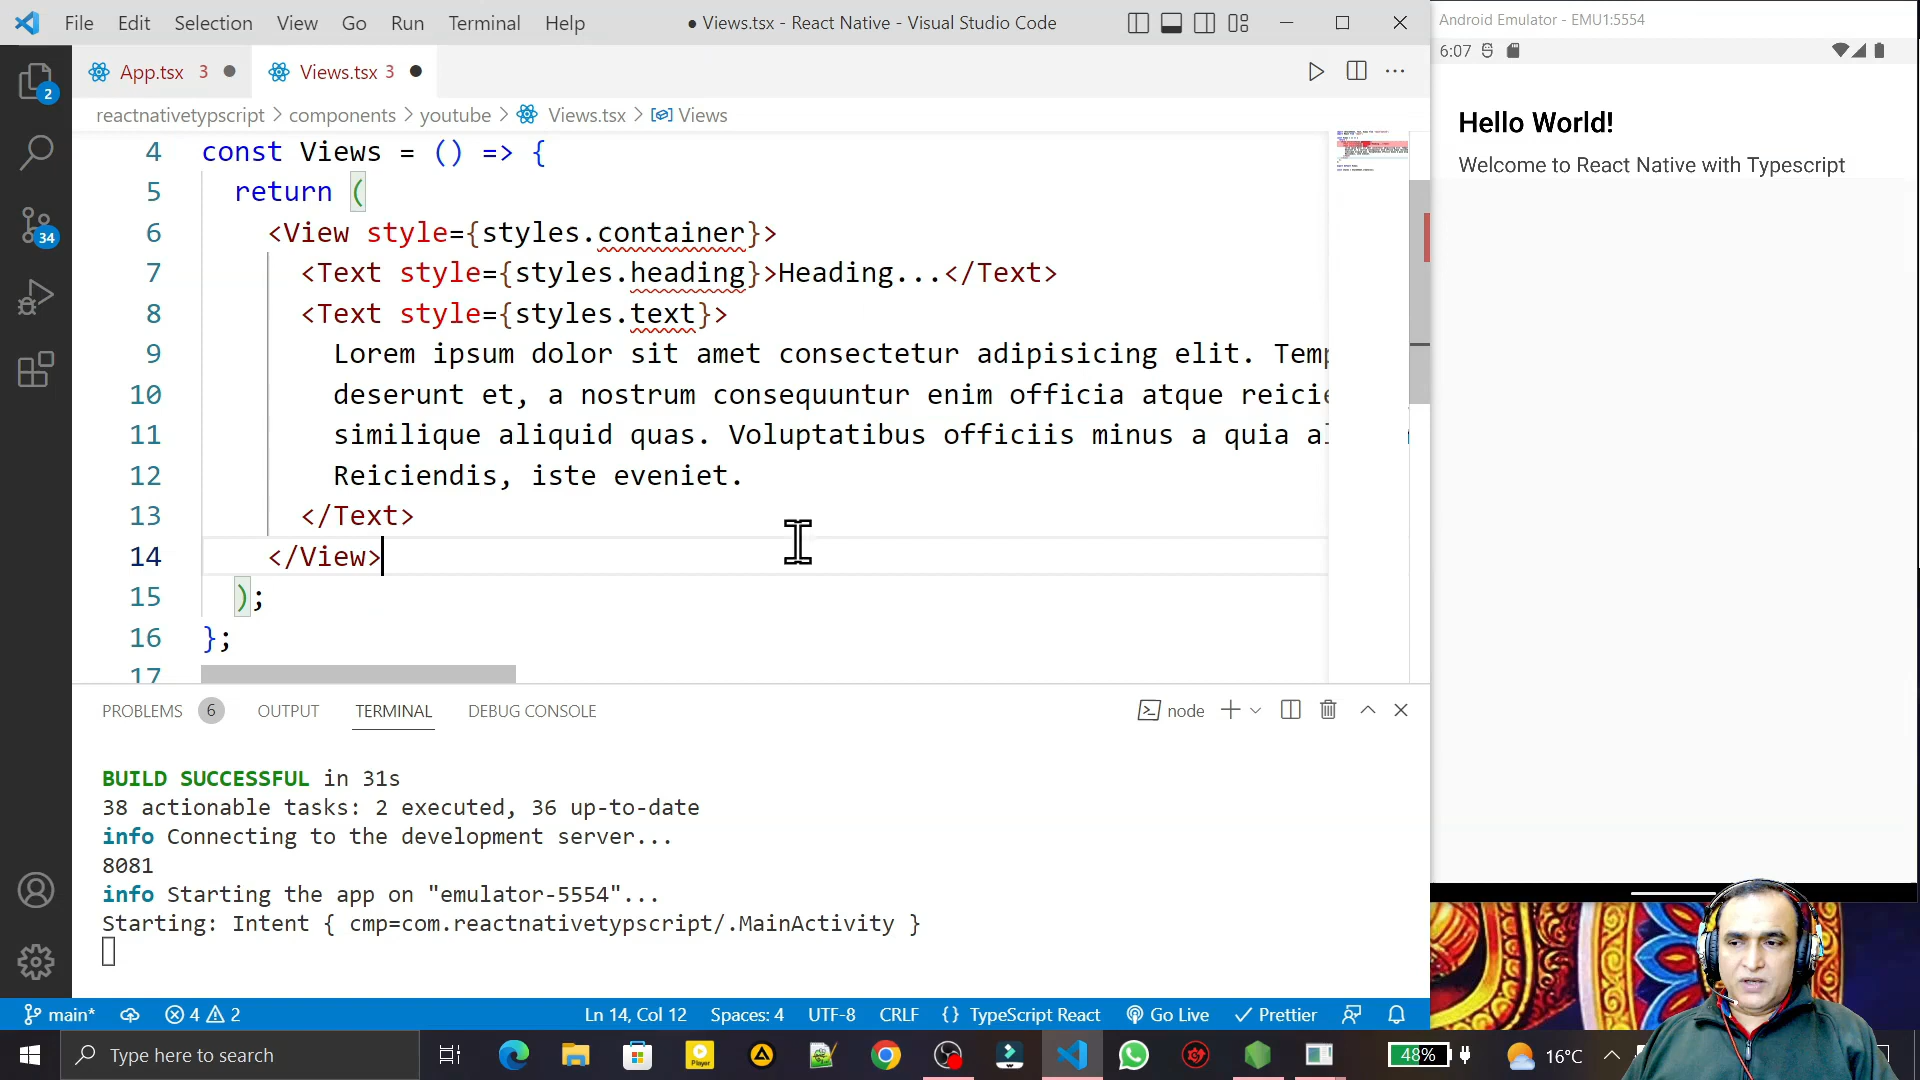 File Edit Selection View Go Run Terminal Help
● Views.tsx - React Native - Visual Studio Code
Android Emulator - EMU1:5554
6:07
App.tsx 3 ● Views.tsx 3 ●
2
reactnativetypscript > components > youtube > Views.tsx > Views
Hello World!
Welcome to React Native with Typescript
34
4 const Views = () => {
5 return (
6 <View style={styles.container}>
7 <Text style={styles.heading}>Heading...</Text>
8 <Text style={styles.text}>
9 Lorem ipsum dolor sit amet consectetur adipisicing elit.
10 deserunt et, a nostrum consequuntur enim officia atque
11 similique aliquid quas. Voluptatibus officiis minus a quia
12 Reiciendis, iste eveniet.
13 </Text>
14 </View>
15 );
16 };
17
PROBLEMS 6 OUTPUT TERMINAL DEBUG CONSOLE
node
BUILD SUCCESSFUL in 31s
38 actionable tasks: 2 executed, 36 up-to-date
info Connecting to the development server...
8081
info Starting the app on "emulator-5554"...
Starting: Intent { cmp=com.reactnativetypscript/.MainActivity }
main* 4 2 Ln 14, Col 12 Spaces: 4 UTF-8 CRLF {} TypeScript React Go Live Prettier
Type here to search
Player
48%
16°C